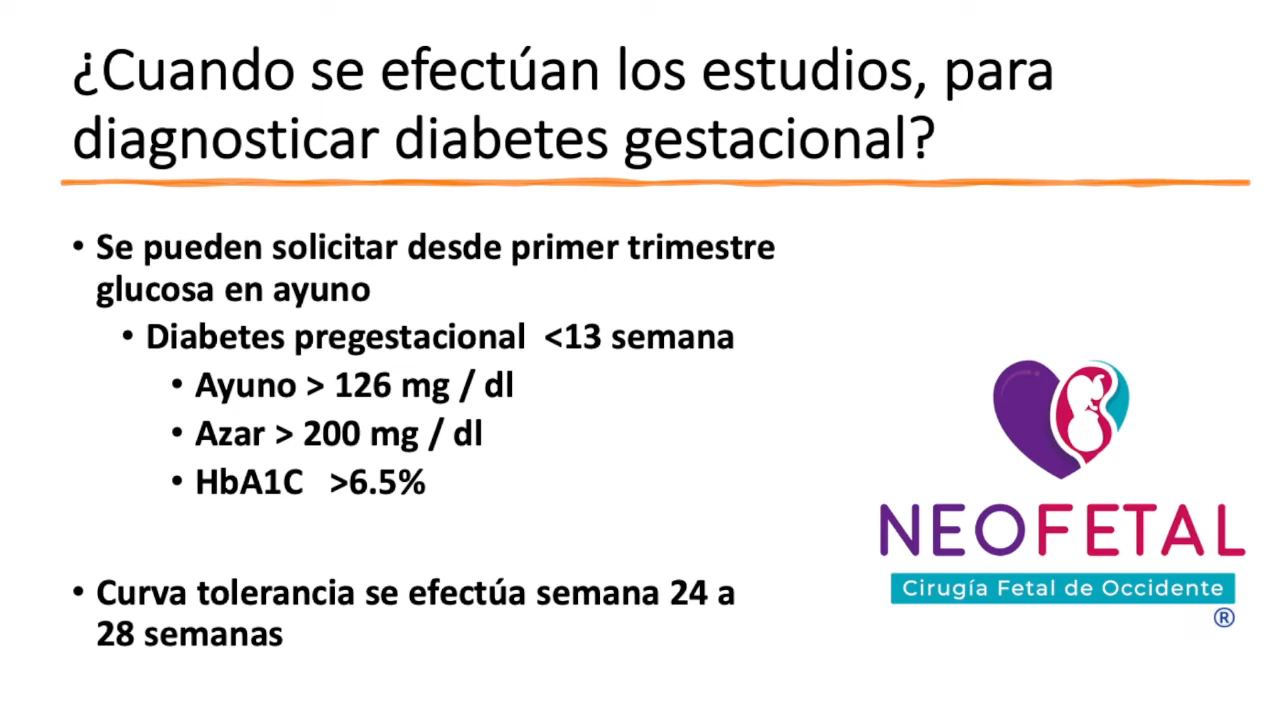 ¿Cuando se efectúan los estudios, para
diagnosticar diabetes gestacional?
• Se pueden solicitar desde primer trimestre
glucosa en ayuno
• Diabetes pregestacional <13 semana
• Ayuno > 126 mg / dl
• Azar > 200 mg / dl
• HbA1C >6.5%
• Curva tolerancia se efectúa semana 24 a
28 semanas
NEOFETAL
Cirugía Fetal de Occidente
®